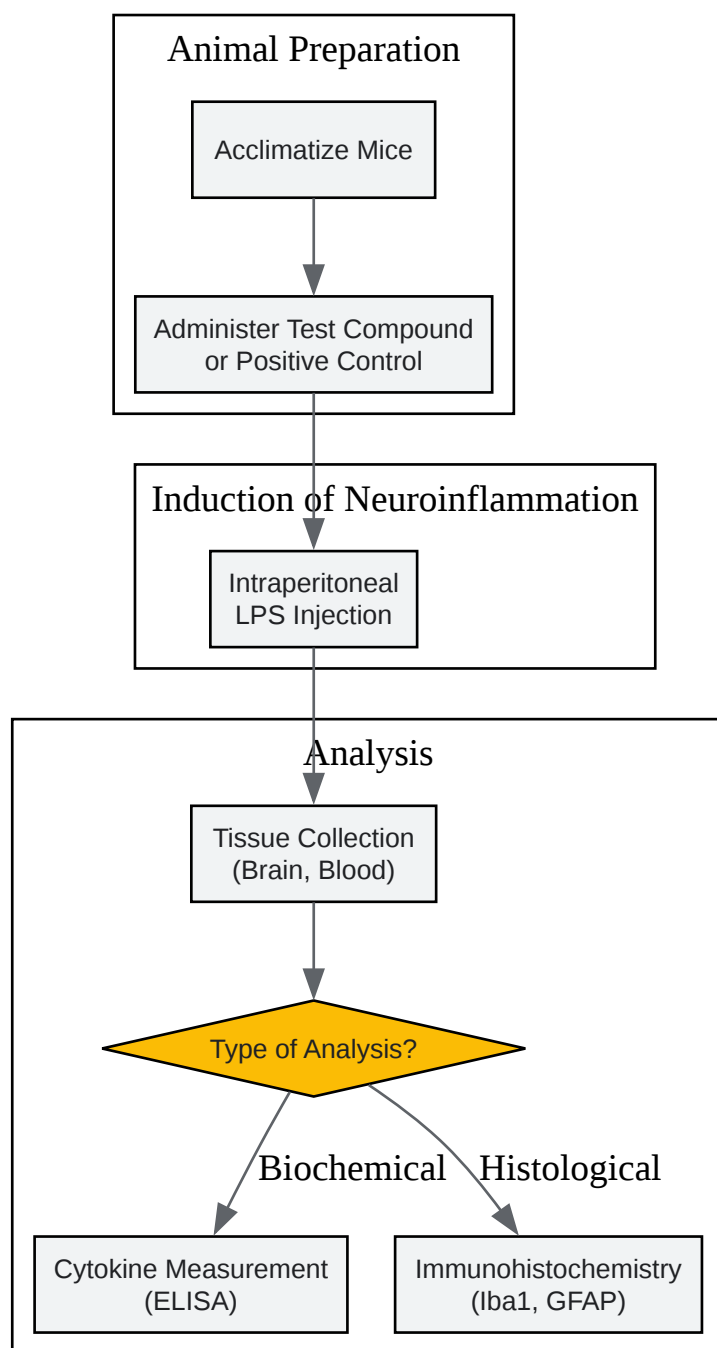 Animal Preparation
Acclimatize Mice
Administer Test Compound
or Positive Control
Induction of Neuroinflammation
Intraperitoneal
LPS Injection
Analysis
Tissue Collection
(Brain, Blood)
Type of Analysis?
Biochemical
Histological
Cytokine Measurement
(ELISA)
Immunohistochemistry
(Iba1, GFAP)